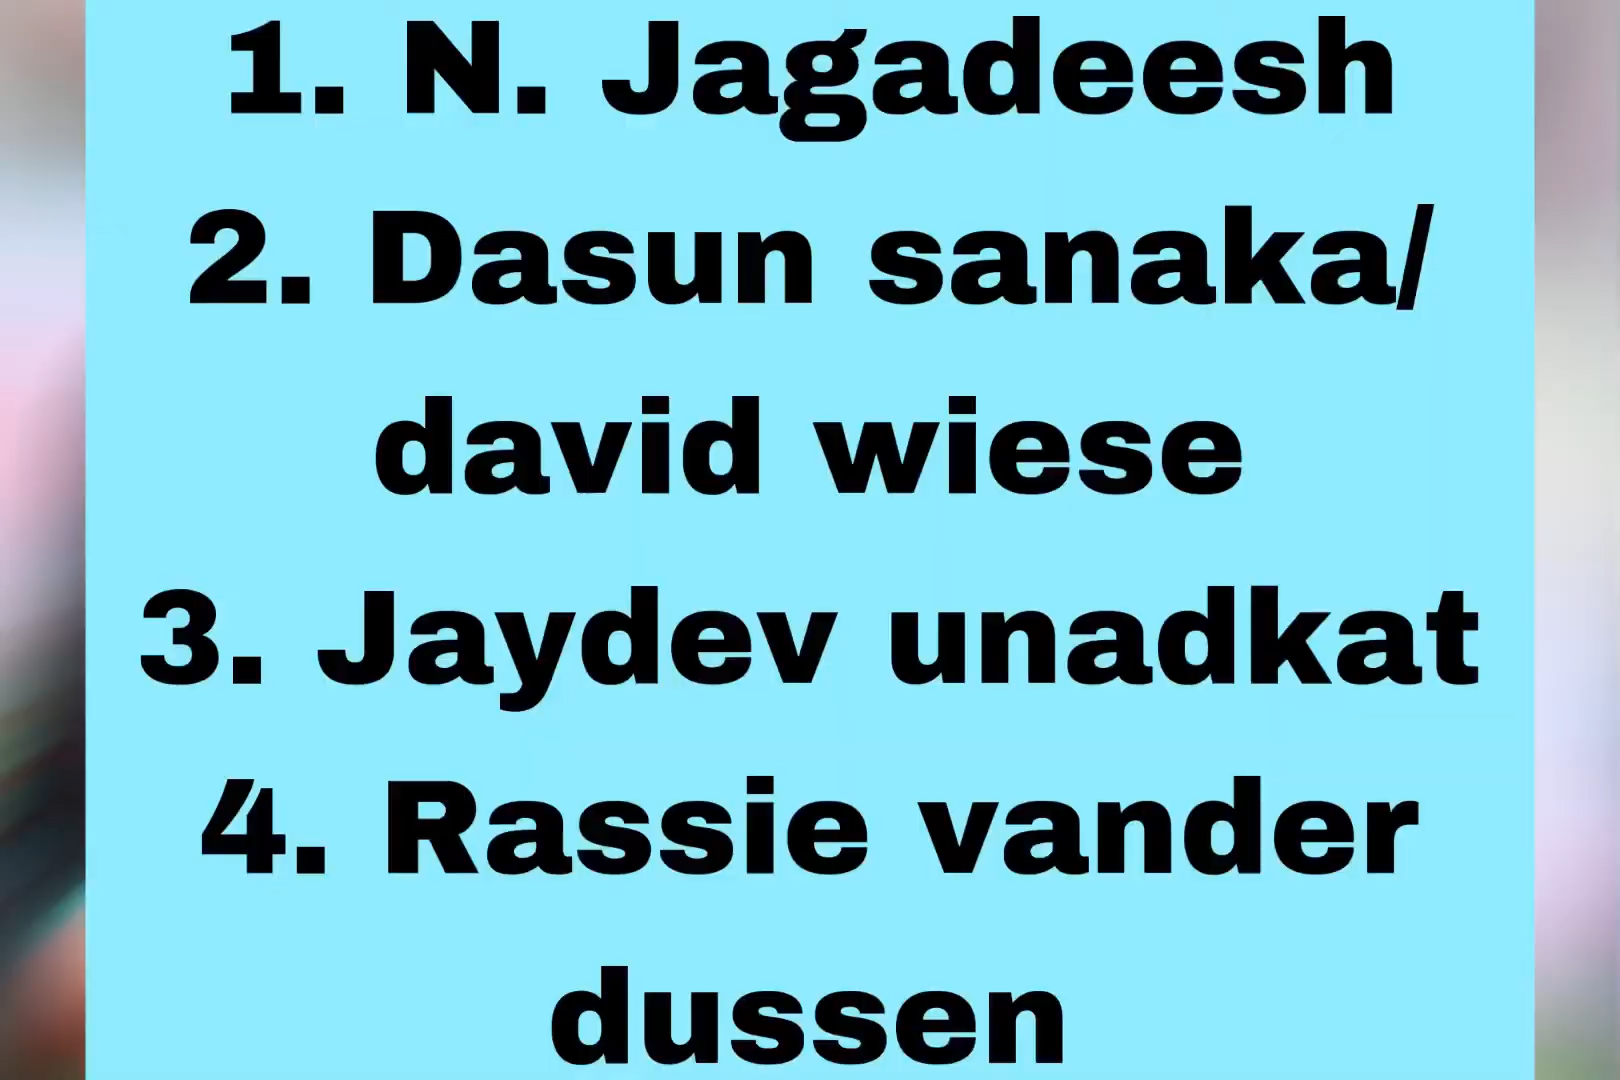 1. N. Jagadeesh
2. Dasun sanaka/
david wiese
3. Jaydev unadkat
4. Rassie vander
dussen